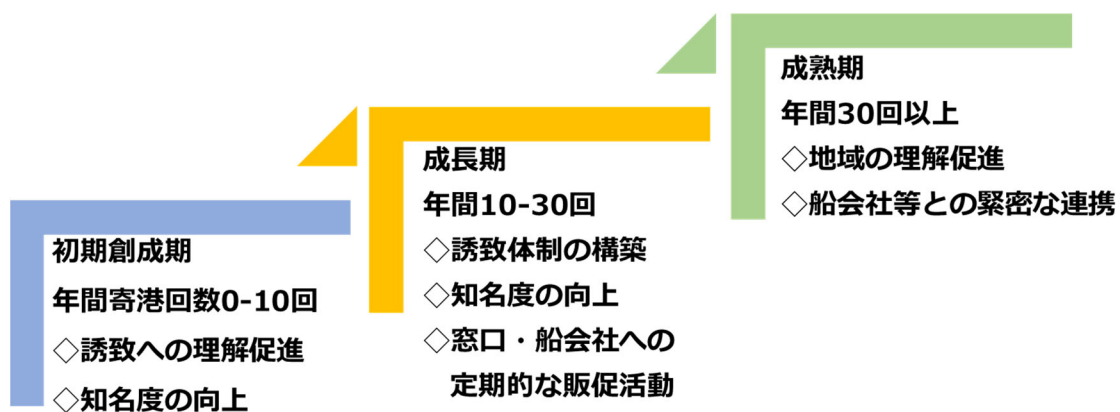 初期創成期
年間寄港回数0-10回
◇誘致への理解促進
◇知名度の向上
成長期
年間10-30回
◇誘致体制の構築
◇知名度の向上
◇窓口・船会社への
定期的な販促活動
成熟期
年間30回以上
◇地域の理解促進
◇船会社等との緊密な連携